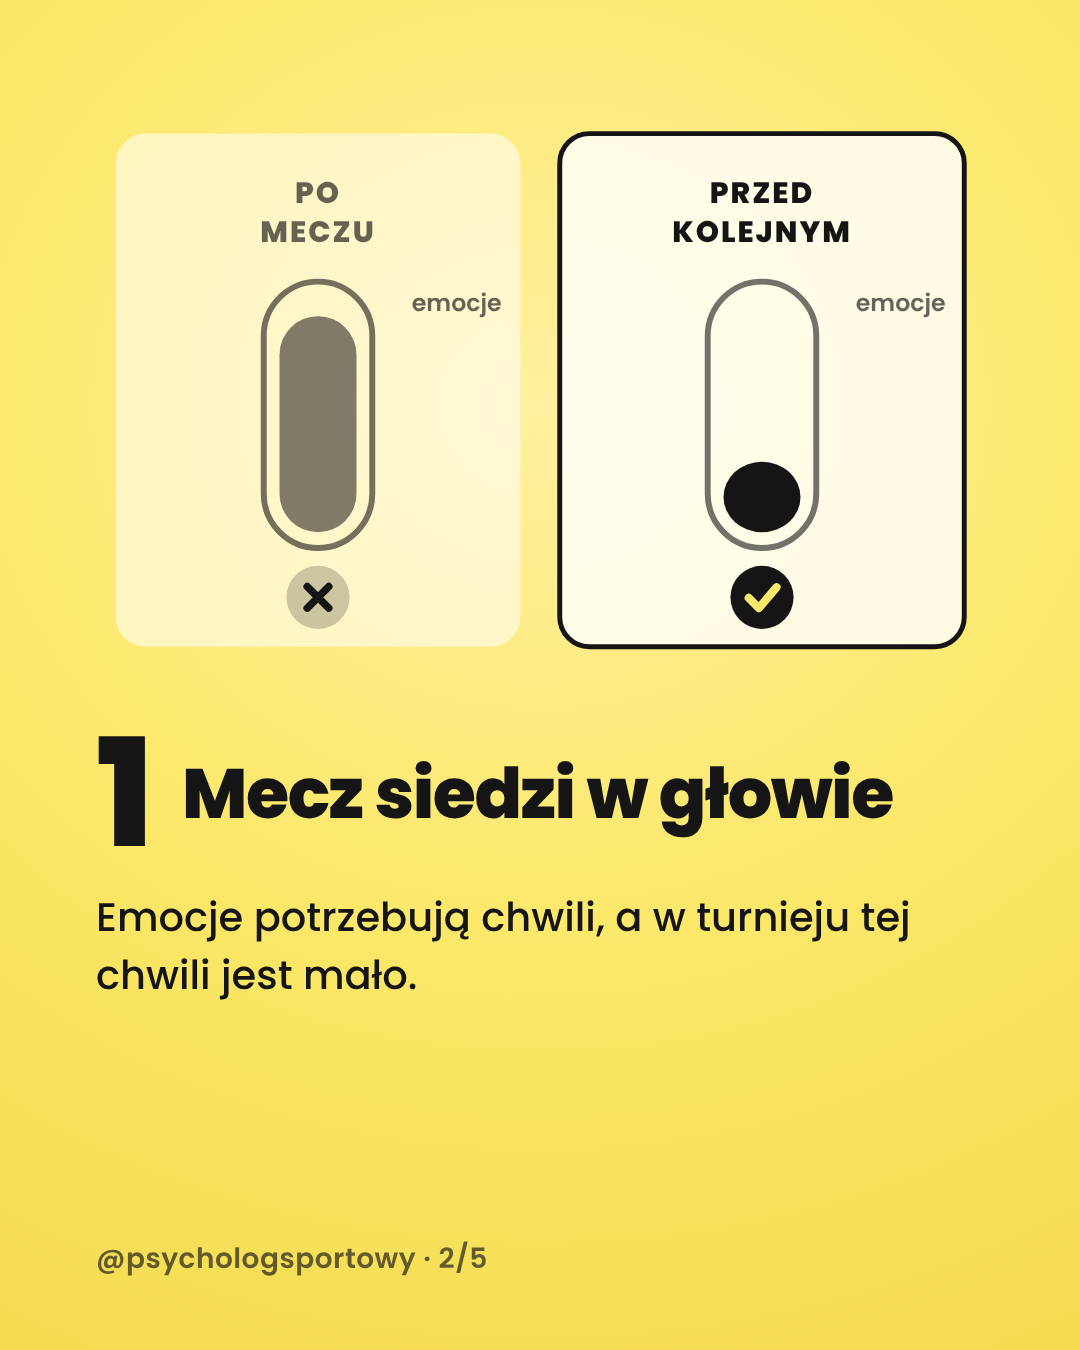 PO
MECZU
emocje
PRZED
KOLEJNYM
emocje
1 Mecz siedzi w głowie
Emocje potrzebują chwili, a w turnieju tej
chwili jest mało.
@psychologsportowy · 2/5